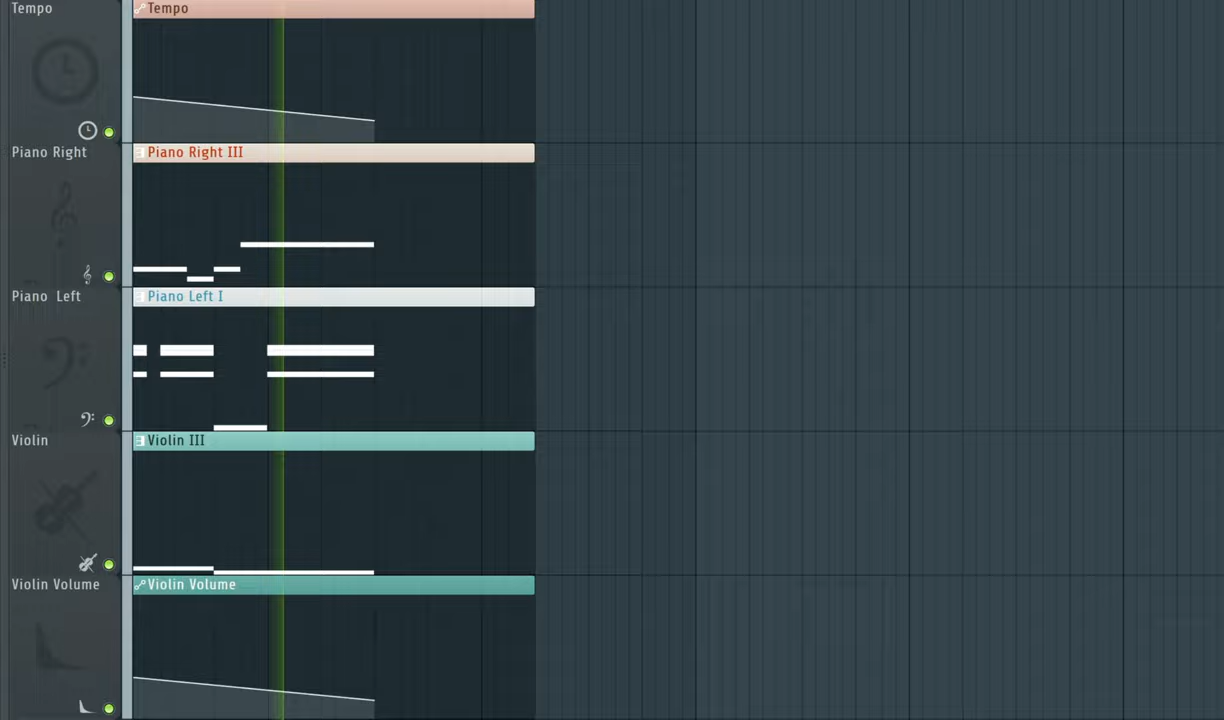 Tempo
Tempo
Piano Right
Piano Right III
Piano Left
Piano Left I
Violin
Violin III
Violin Volume
Violin Volume